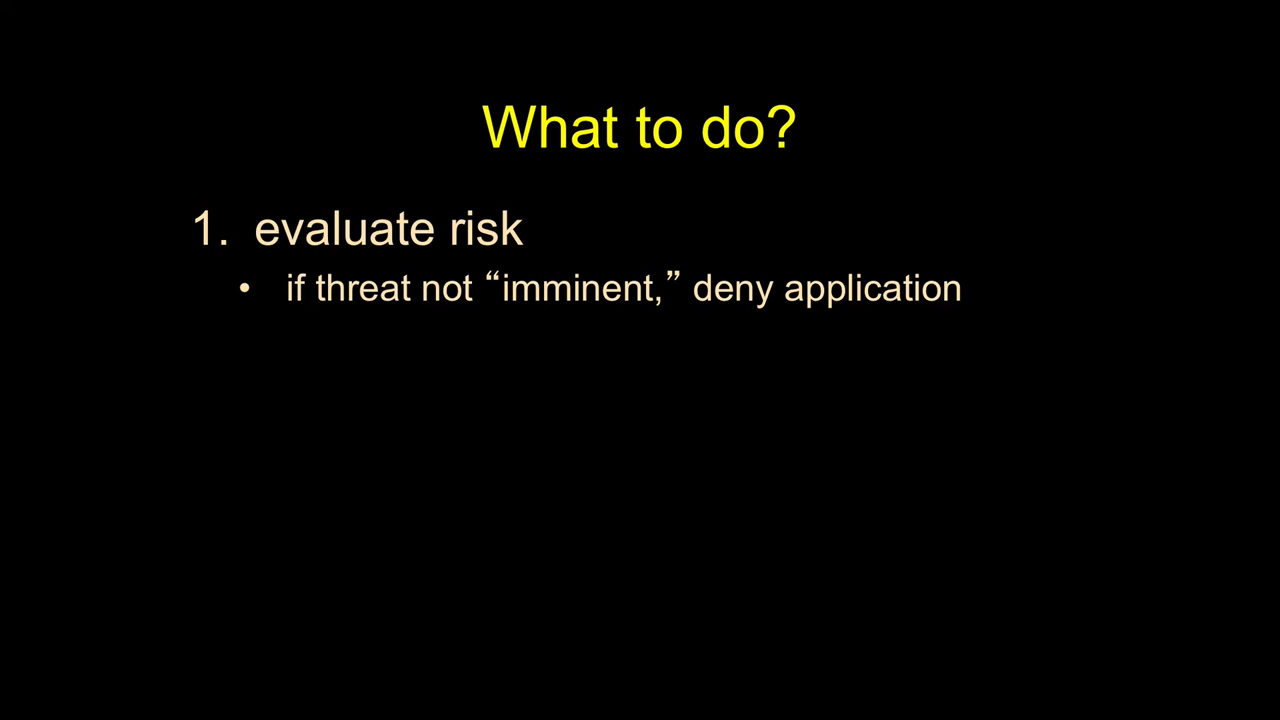 What to do?
1. evaluate risk
• if threat not “imminent,” deny application